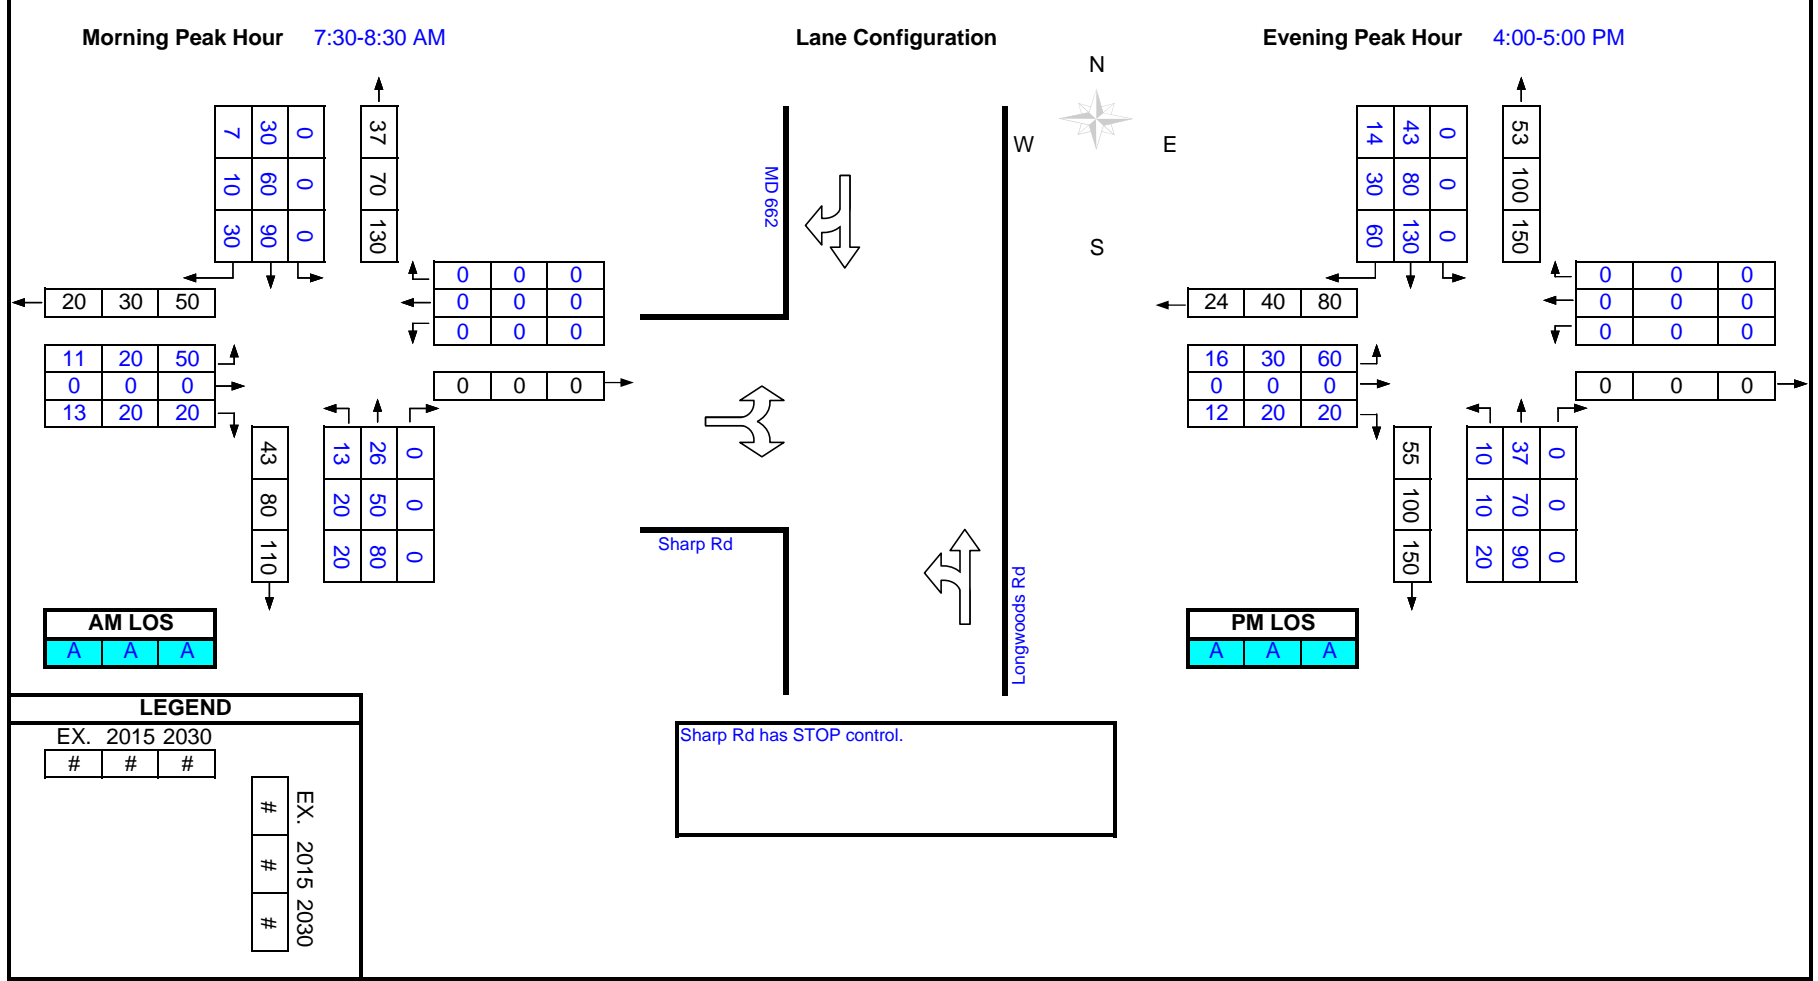 Morning Peak Hour 7:30-8:30 AM
Lane Configuration
Evening Peak Hour 4:00-5:00 PM
7 30 0
10 60 0
30 90 0
37
70
130
0 0 0
0 0 0
0 0 0
20 30 50
11 20 50
0 0 0
13 20 20
0 0 0
43
80
110
13 26 0
20 50 0
20 80 0
AM LOS
A A A
N
W
E
S
MD 662
Sharp Rd
Longwoods Rd
14 43 0
30 80 0
60 130 0
53
100
150
0 0 0
0 0 0
0 0 0
24 40 80
16 30 60
0 0 0
12 20 20
0 0 0
55
100
150
10 37 0
10 70 0
20 90 0
PM LOS
A A A
LEGEND
EX. 2015 2030
# # #
EX. 2015 2030
# # #
Sharp Rd has STOP control.